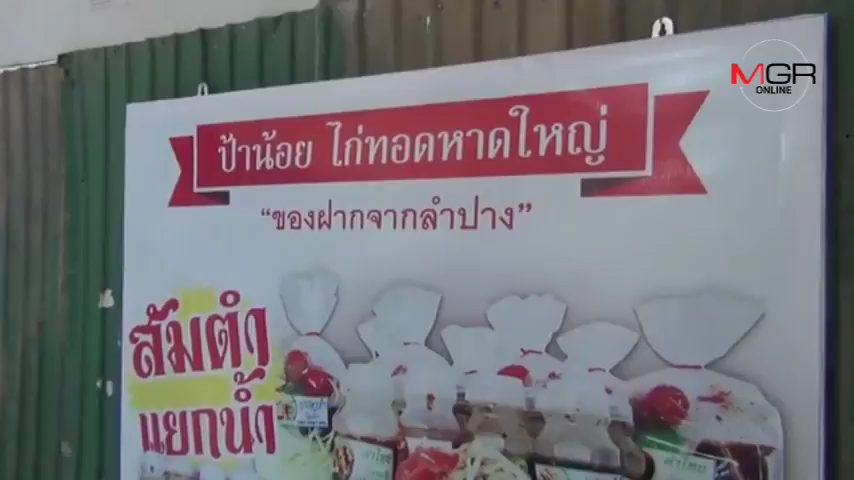 MGR
ONLINE
ป้าน้อย ไก่ทอดหาดใหญ่
“ของฝากจากลำปาง”
ส้มตำ
แยกน้ำ